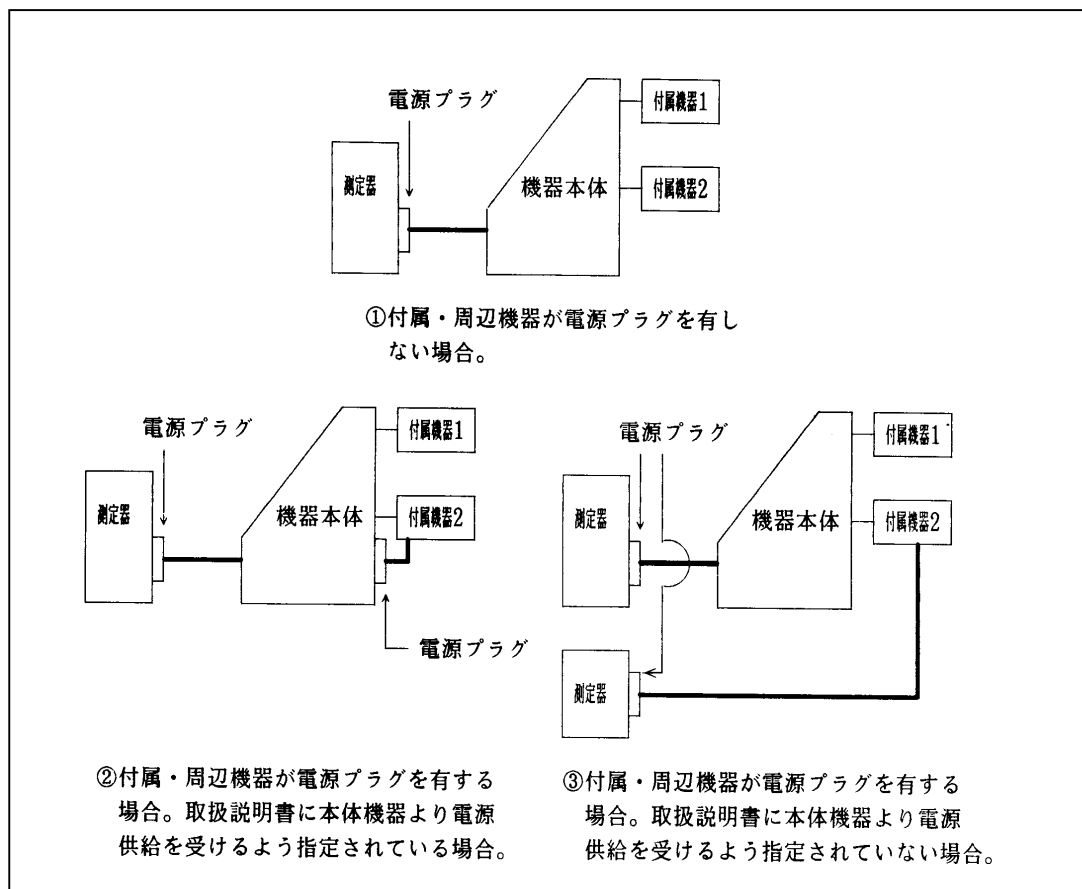 電源プラグ
付属機器1
測定器
機器本体
付属機器2
①付属・周辺機器が電源プラグを有し
ない場合。
電源プラグ
付属機器1
測定器
機器本体
付属機器2
電源プラグ
②付属・周辺機器が電源プラグを有する
場合。取扱説明書に本体機器より電源
供給を受けるよう指定されている場合。
電源プラグ
付属機器1
測定器
機器本体
付属機器2
測定器
③付属・周辺機器が電源プラグを有する
場合。取扱説明書に本体機器より電源
供給を受けるよう指定されていない場合。